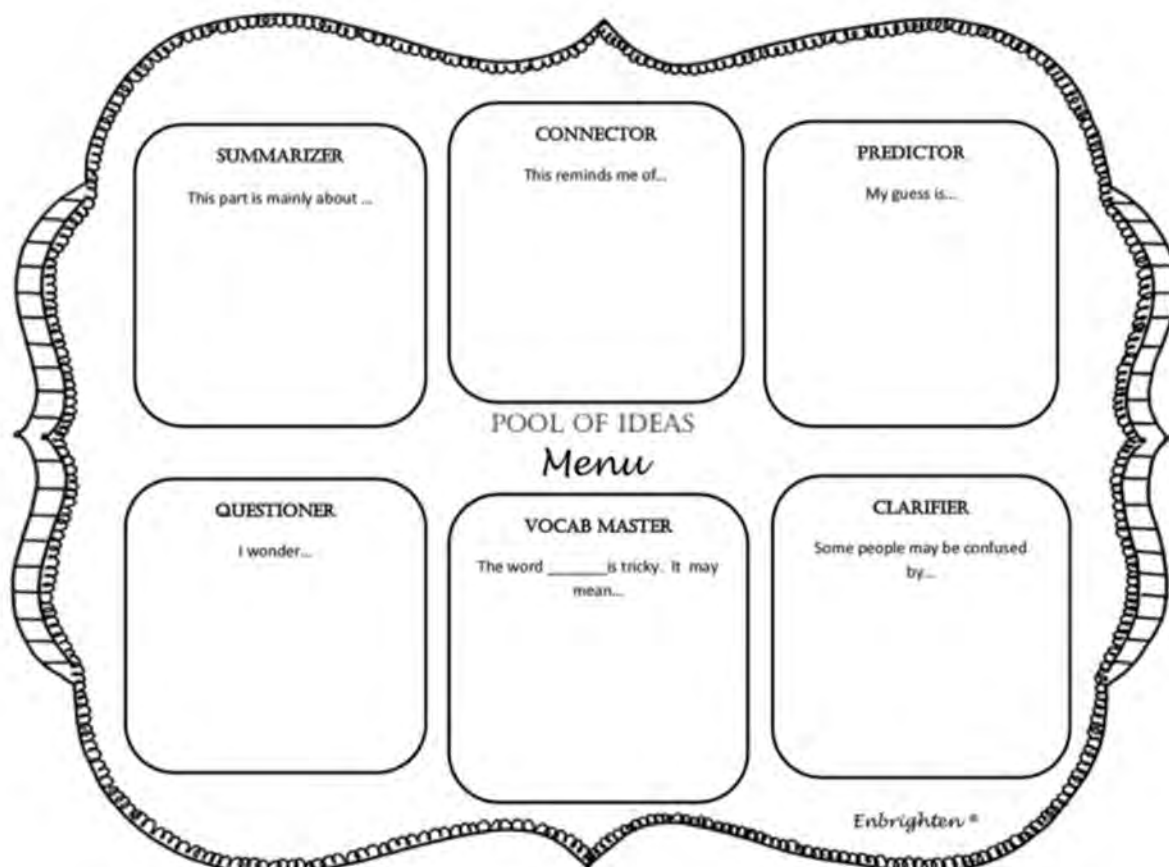 SUMMARIZER
This part is mainly about ...
CONNECTOR
This reminds me of...
PREDICTOR
My guess is...
POOL OF IDEAS
Menu
QUESTIONER
I wonder...
VOCAB MASTER
The word _______is tricky.  It  may
mean...
CLARIFIER
Some people may be confused
by...
Enbrighten ®